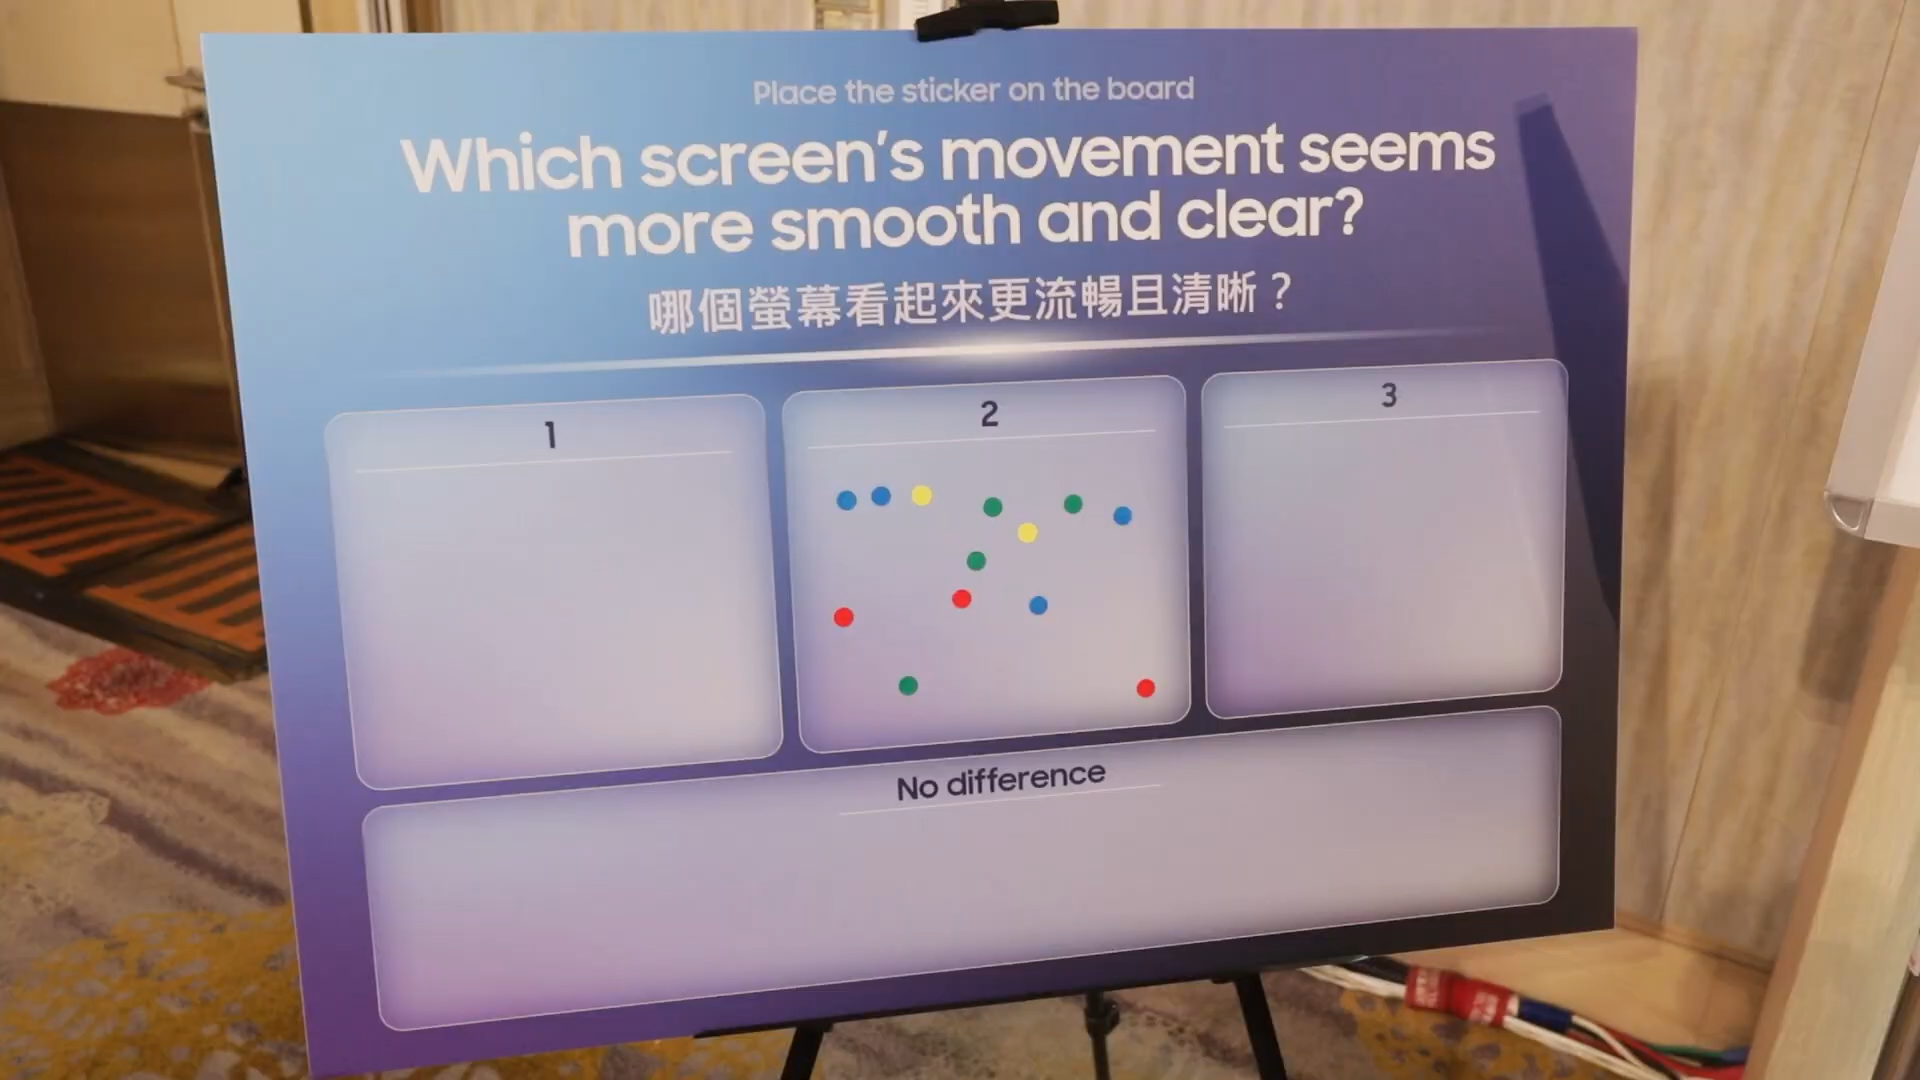 Place the sticker on the board
Which screen's movement seems
more smooth and clear?
哪個螢幕看起來更流暢且清晰？
1
2
3
No difference